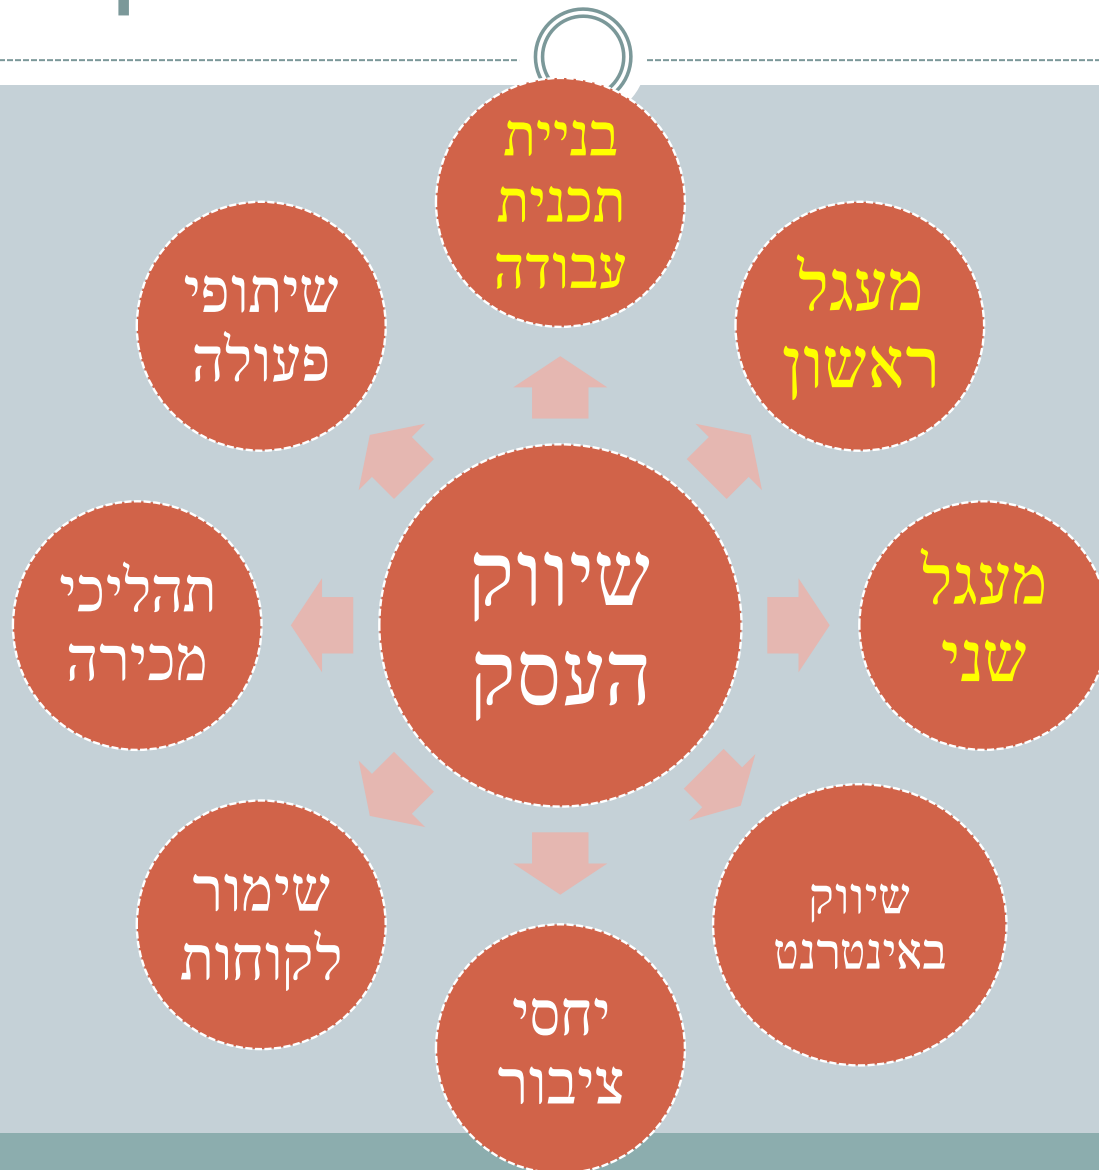 בניית
תכנית
עבודה
מעגל
ראשון
מעגל
שני
שיווק
באינטרנט
יחסי
ציבור
שימור
לקוחות
תהליכי
מכירה
שיתופי
פעולה
שיווק
העסק